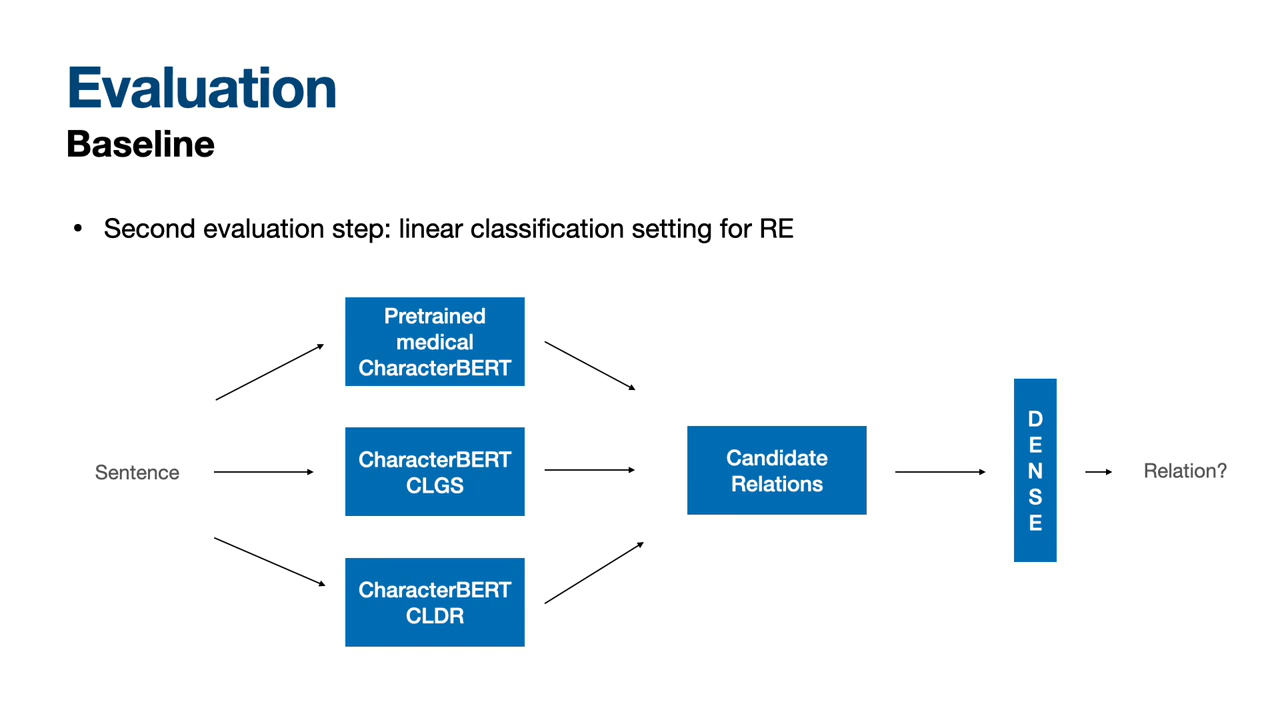 Evaluation
Baseline
• Second evaluation step: linear classification setting for RE
Pretrained
medical
CharacterBERT
Sentence
CharacterBERT
CLGS
CharacterBERT
CLDR
Candidate
Relations
D
E
N
S
E
Relation?